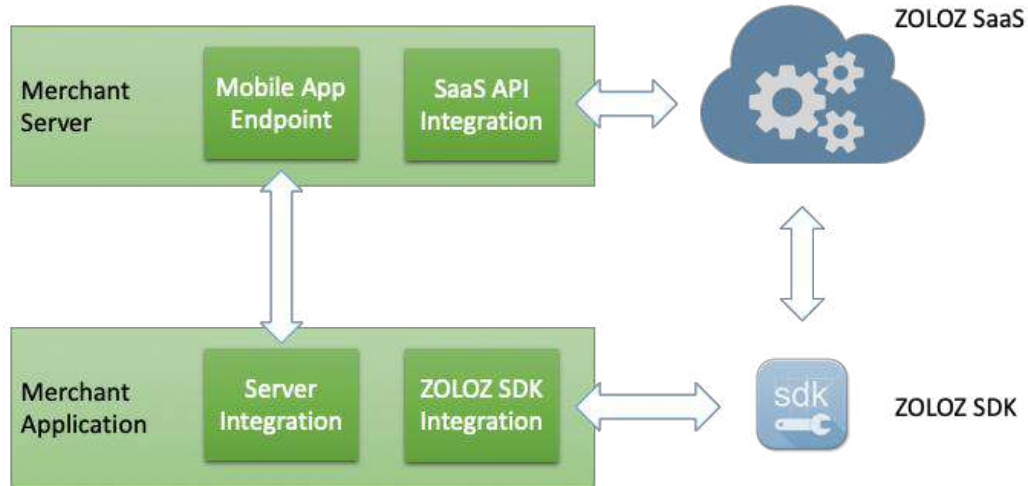 ZOLOZ SaaS
Merchant
Server
Mobile App
Endpoint
SaaS API
Integration
Merchant
Application
Server
Integration
ZOLOZ SDK
Integration
sdk
ZOLOZ SDK